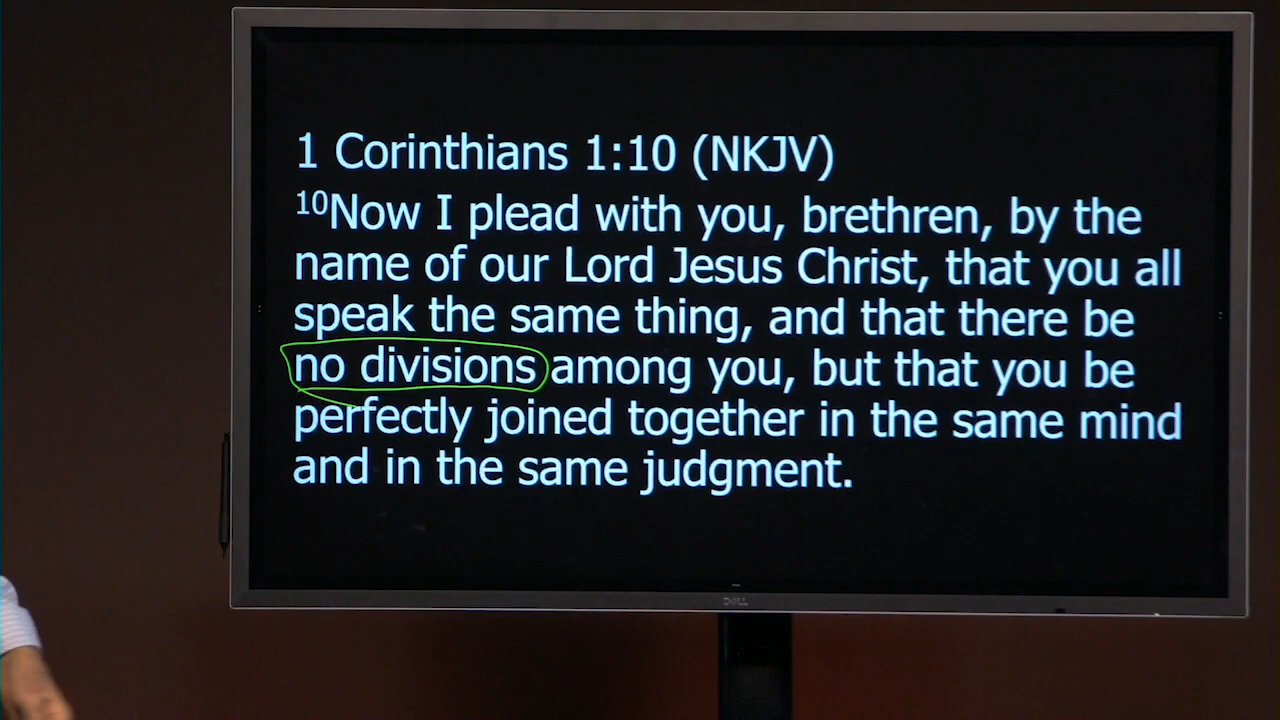 1 Corinthians 1:10 (NKJV)
¹⁰Now I plead with you, brethren, by the
name of our Lord Jesus Christ, that you all
speak the same thing, and that there be
no divisions among you, but that you be
perfectly joined together in the same mind
and in the same judgment.
DELL